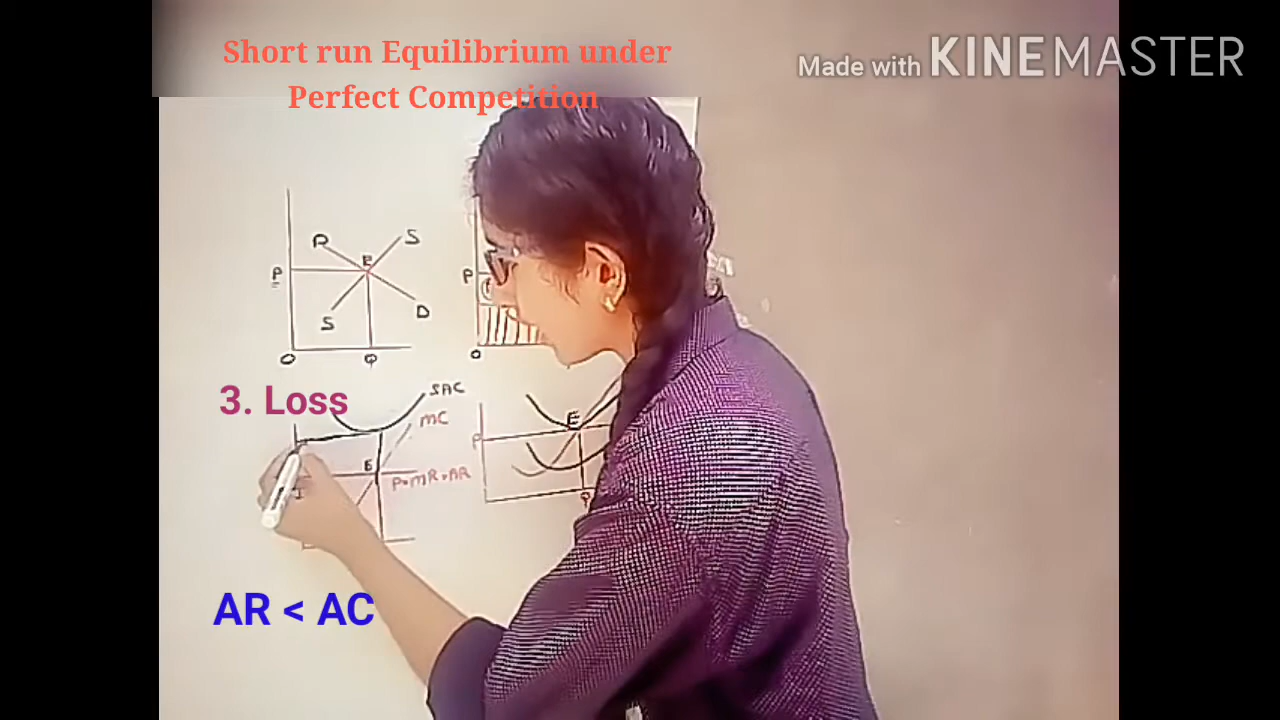 Short run Equilibrium under
Perfect Competition
Made with KINEMASTER
D S
E
P
S D
O Q
P
O
3. Loss
SAC
MC
E
P=MR=AR
E
P
AR < AC